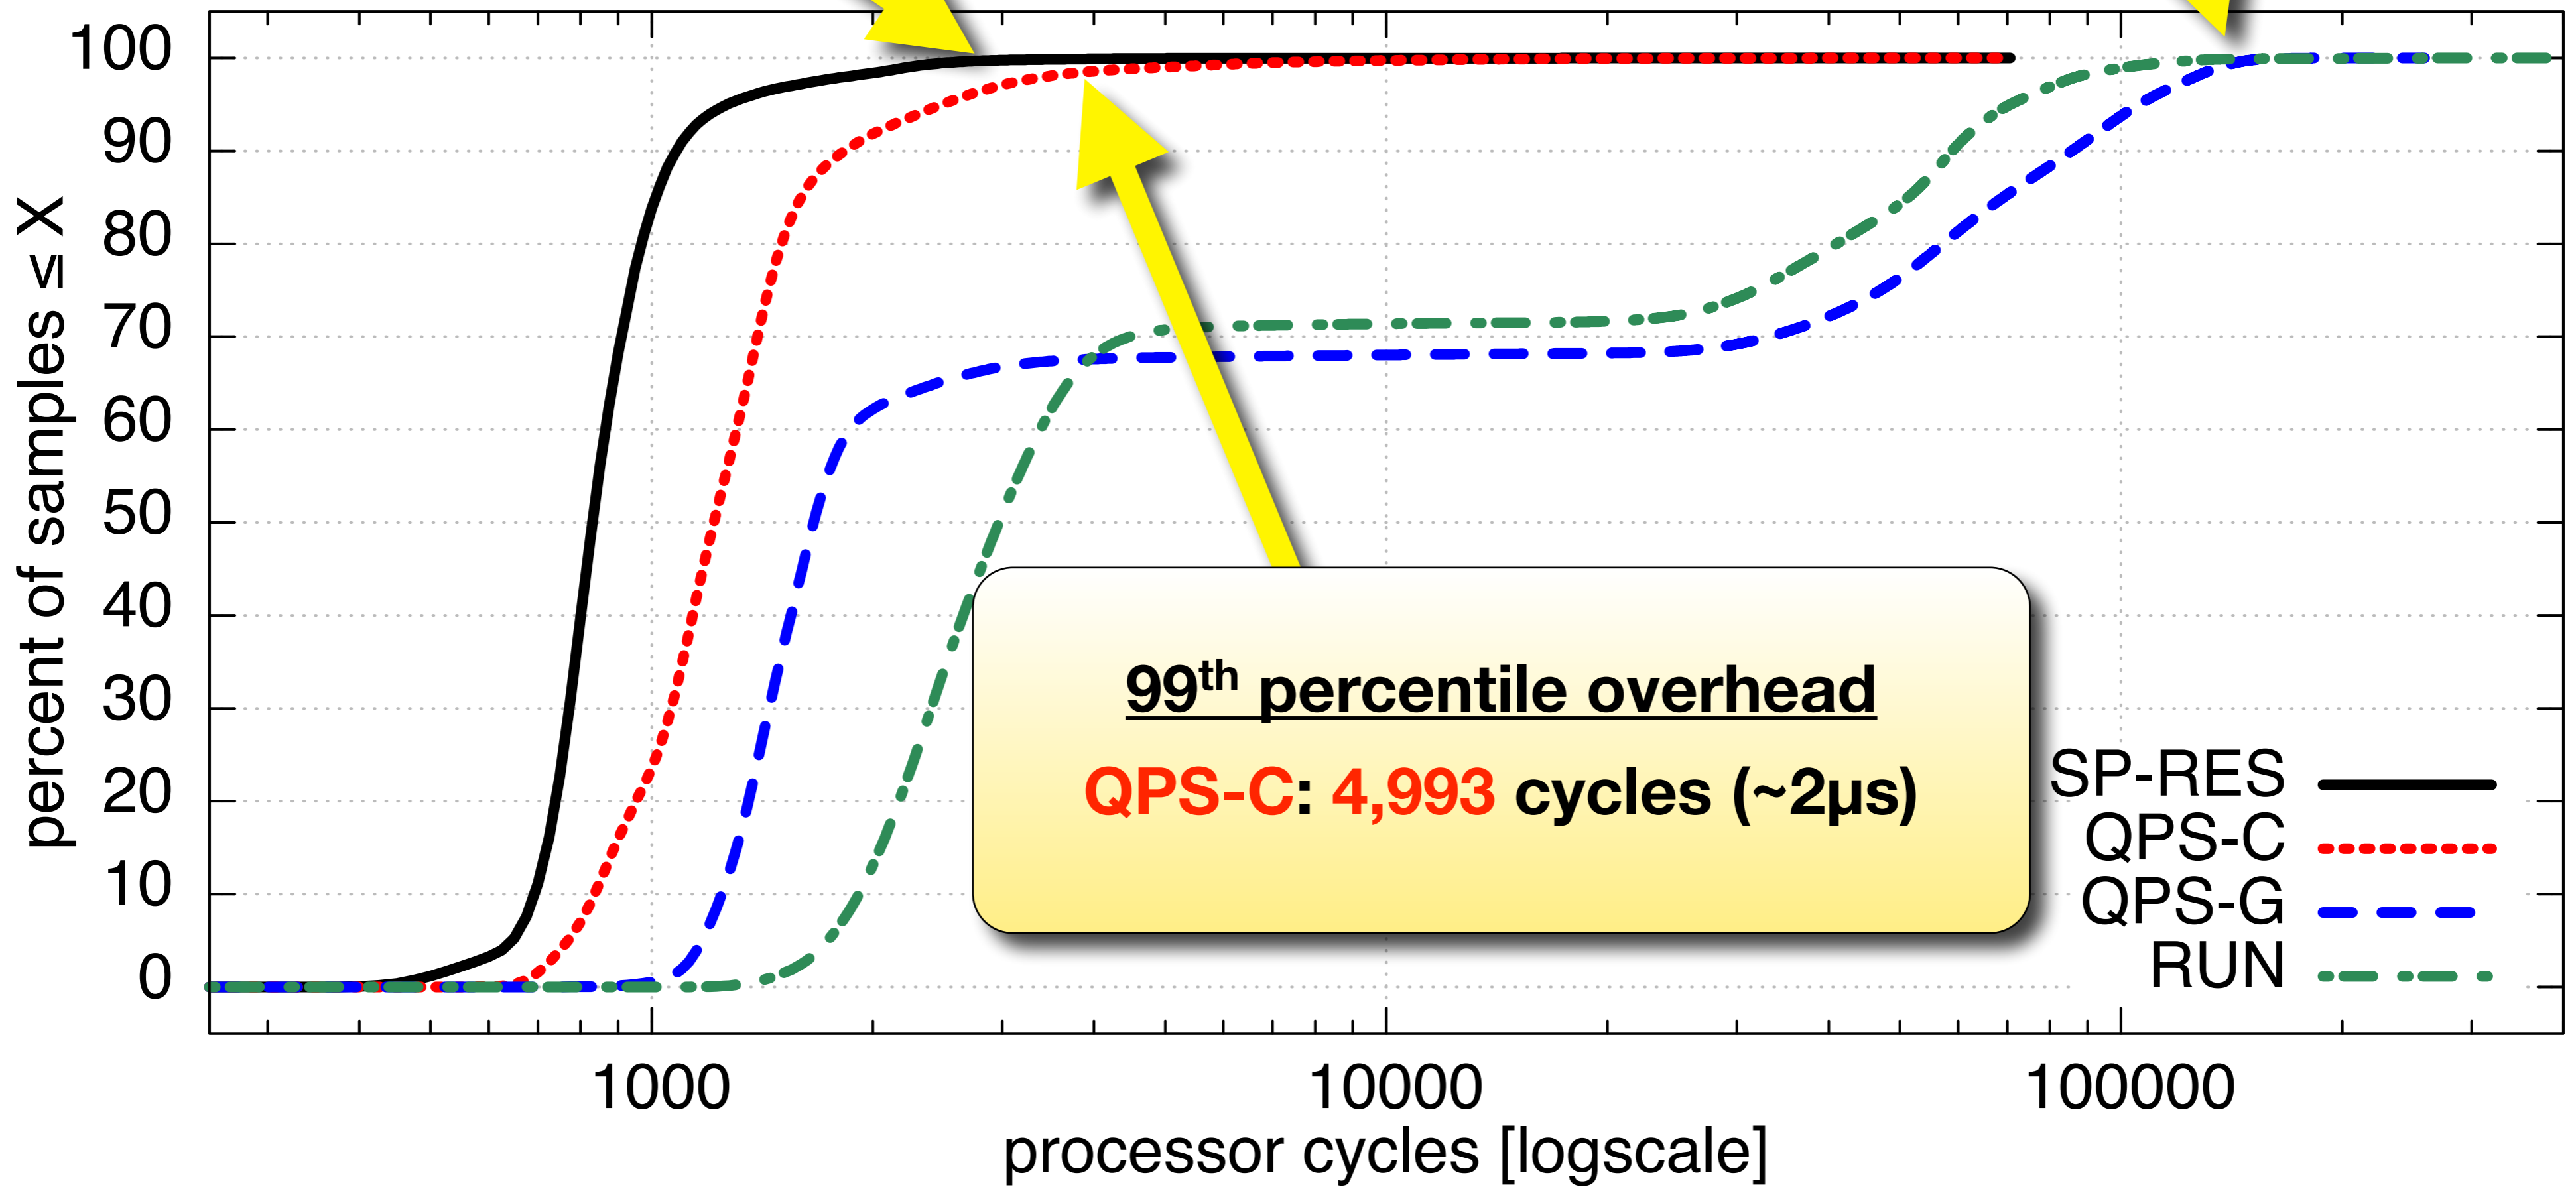 100
90
80
70
60
50
40
30
20
10
0
percent of samples ≤ X
99th percentile overhead
QPS-C: 4,993 cycles (~2µs)
SP-RES
QPS-C
QPS-G
RUN
1000
10000
100000
processor cycles [logscale]